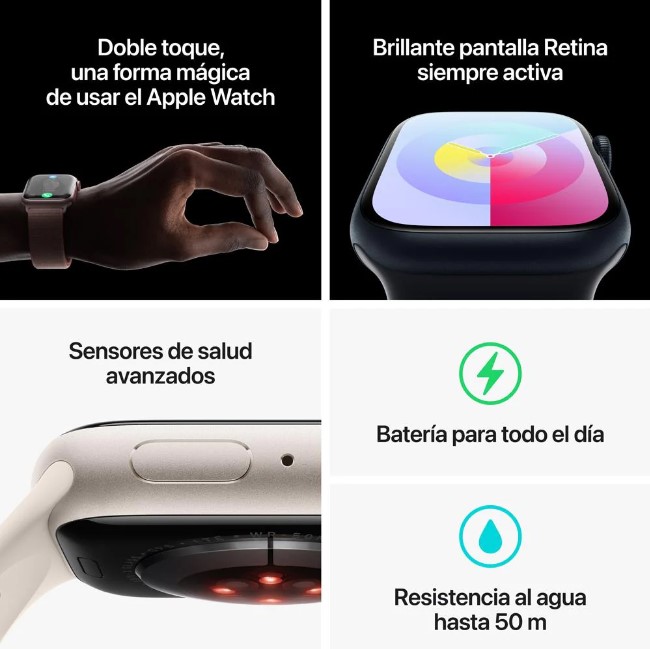 Doble toque,
una forma mágica
de usar el Apple Watch
Brillante pantalla Retina
siempre activa
Sensores de salud
avanzados
Batería para todo el día
Resistencia al agua
hasta 50 m